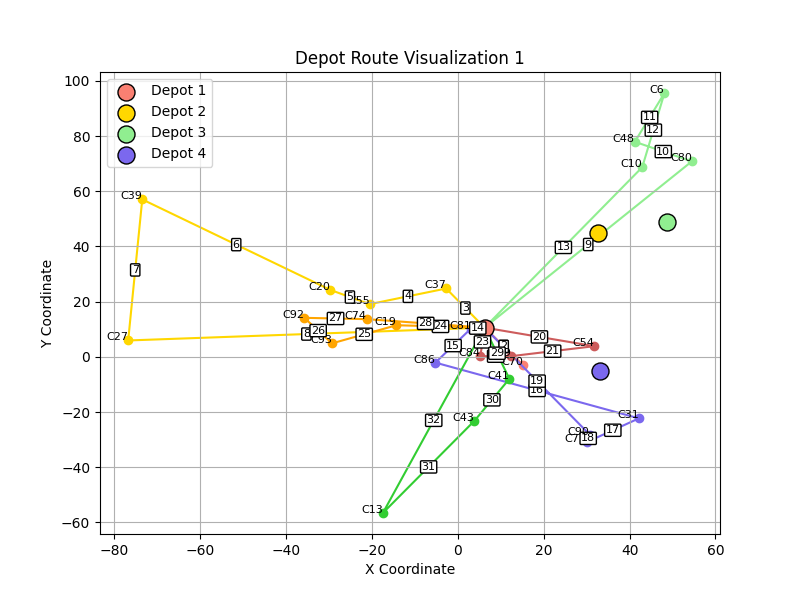 Depot Route Visualization 1
Depot 1
Depot 2
Depot 3
Depot 4
Y Coordinate
X Coordinate
100
80
60
40
20
0
−20
−40
−60
−80
−60
−40
−20
0
20
40
60
C6
11
12
C48
10
C80
C10
C39
6
13
9
7
C20
5
C55
4
C37
3
C92
27
C74
C19
28
24
C81
14
26
8
C93
25
C27
20
C54
21
23
2
15
C84
29
C86
C70
C41
19
16
30
C43
32
C31
17
18
31
C13